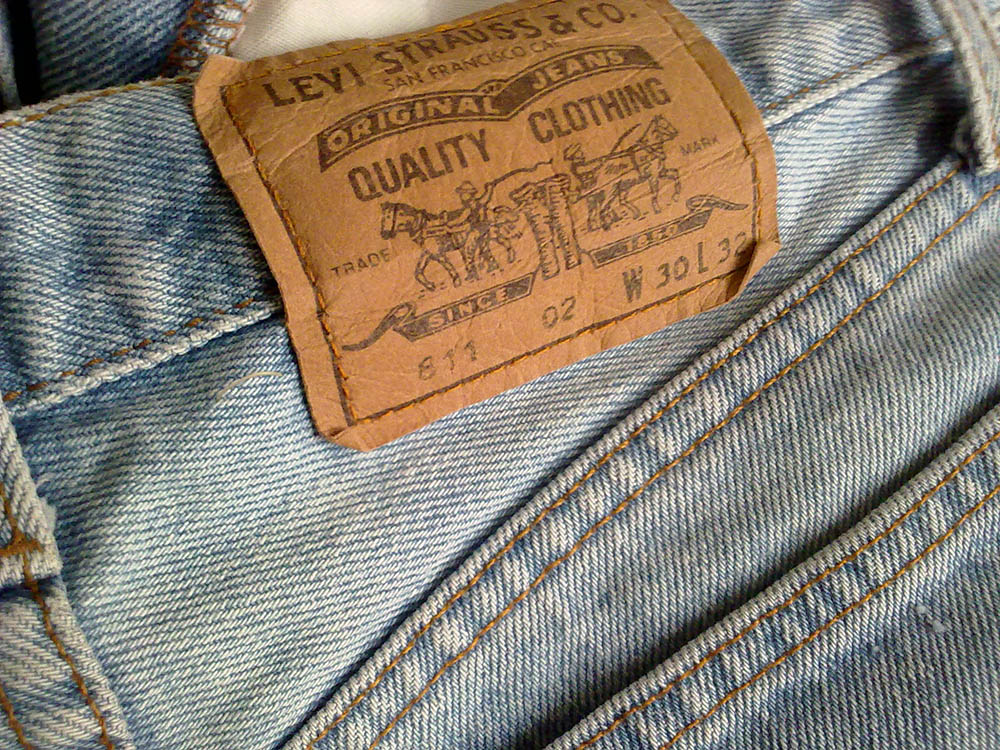 LEVI STRAUSS & CO.
SAN FRANCISCO CAL.
ORIGINAL JEANS
QUALITY CLOTHING
TRADE MARK
SINCE 1850
811 02 W 30 L 32